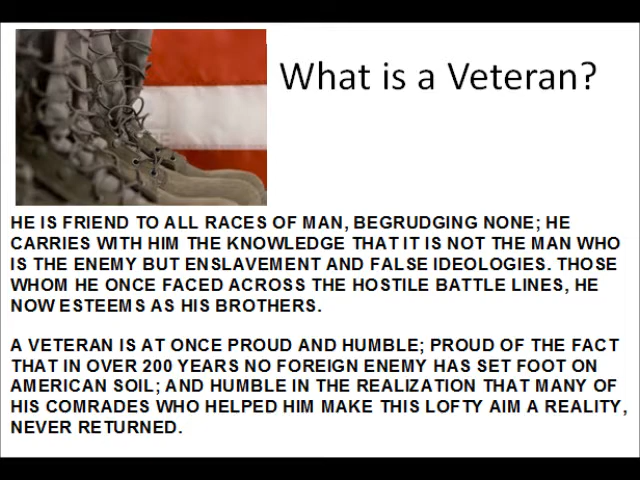 What is a Veteran?
HE IS FRIEND TO ALL RACES OF MAN, BEGRUDGING NONE; HE
CARRIES WITH HIM THE KNOWLEDGE THAT IT IS NOT THE MAN WHO
IS THE ENEMY BUT ENSLAVEMENT AND FALSE IDEOLOGIES. THOSE
WHOM HE ONCE FACED ACROSS THE HOSTILE BATTLE LINES, HE
NOW ESTEEMS AS HIS BROTHERS.
A VETERAN IS AT ONCE PROUD AND HUMBLE; PROUD OF THE FACT
THAT IN OVER 200 YEARS NO FOREIGN ENEMY HAS SET FOOT ON
AMERICAN SOIL; AND HUMBLE IN THE REALIZATION THAT MANY OF
HIS COMRADES WHO HELPED HIM MAKE THIS LOFTY AIM A REALITY,
NEVER RETURNED.